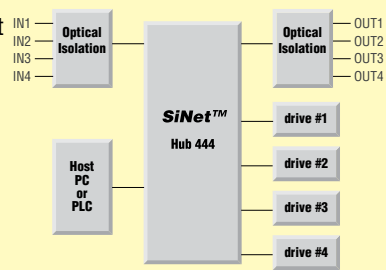 t
IN1
IN2
IN3
IN4
Optical
Isolation
Optical
Isolation
OUT1
OUT2
OUT3
OUT4
SiNet™
Hub 444
Host
PC
or
PLC
drive #1
drive #2
drive #3
drive #4